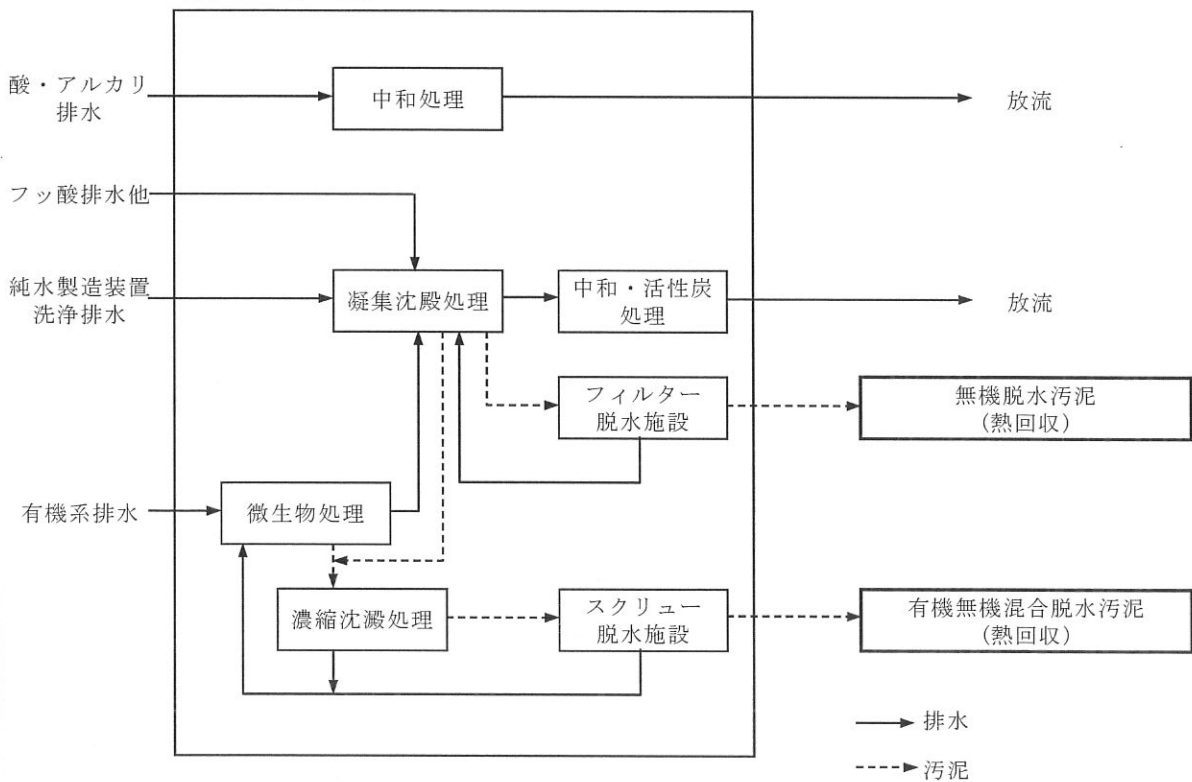 酸・アルカリ
排水
中和処理
放流
フッ酸排水他
純水製造装置
洗浄排水
凝集沈殿処理
中和・活性炭
処理
放流
フィルター
脱水施設
無機脱水汚泥
(熱回収)
有機系排水
微生物処理
濃縮沈澱処理
スクリュー
脱水施設
有機無機混合脱水汚泥
(熱回収)
排水
汚泥